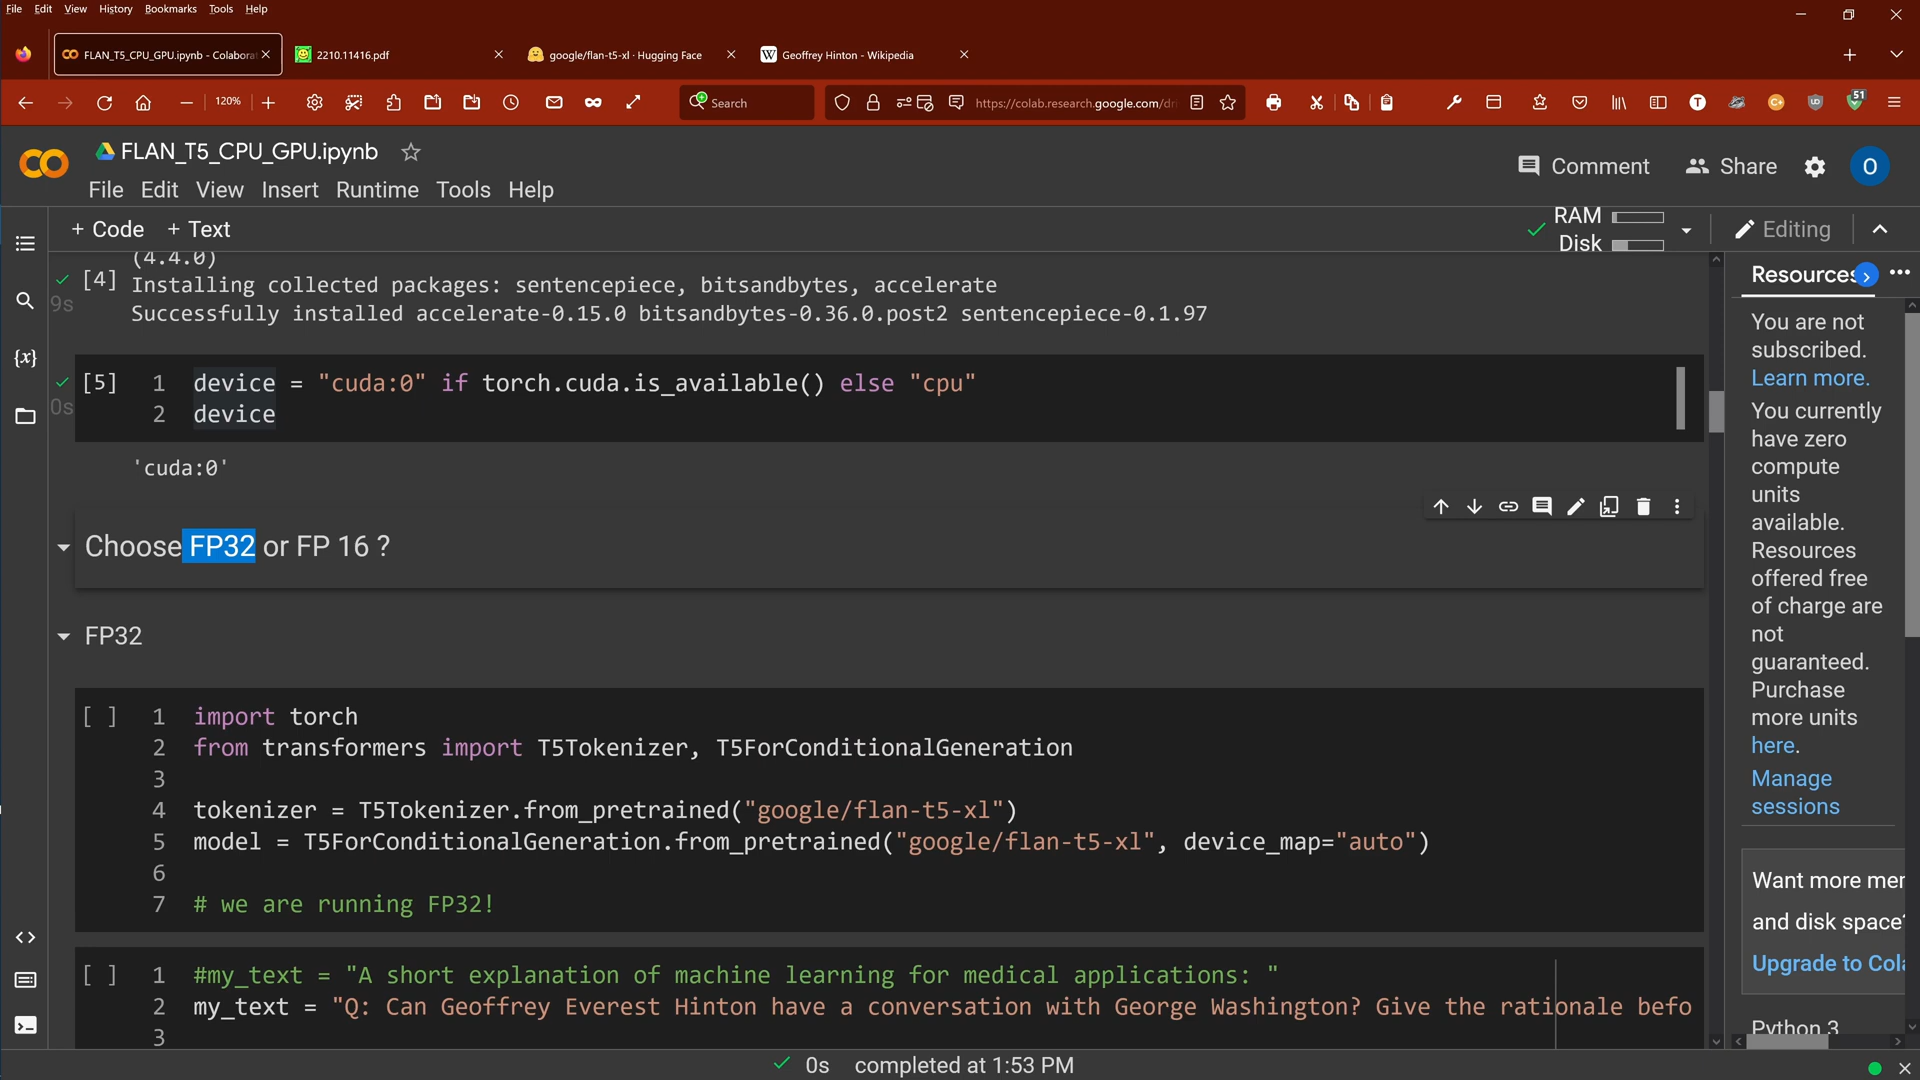 File Edit View History Bookmarks Tools Help
FLAN_T5_CPU_GPU.ipynb - Colabora
2210.11416.pdf
google/flan-t5-xl · Hugging Face
W Geoffrey Hinton - Wikipedia
120%
Search
https://colab.research.google.com/dri
51
FLAN_T5_CPU_GPU.ipynb
File Edit View Insert Runtime Tools Help
Comment
Share
O
+ Code + Text
RAM
Disk
Editing
(4.4.0)
[4] Installing collected packages: sentencepiece, bitsandbytes, accelerate
9s
Successfully installed accelerate-0.15.0 bitsandbytes-0.36.0.post2 sentencepiece-0.1.97
[5] 1 device = "cuda:0" if torch.cuda.is_available() else "cpu"
0s 2 device
'cuda:0'
Choose FP32 or FP 16 ?
FP32
[ ] 1 import torch
2 from transformers import T5Tokenizer, T5ForConditionalGeneration
3
4 tokenizer = T5Tokenizer.from_pretrained("google/flan-t5-xl")
5 model = T5ForConditionalGeneration.from_pretrained("google/flan-t5-xl", device_map="auto")
6
7 # we are running FP32!
[ ] 1 #my_text = "A short explanation of machine learning for medical applications: "
2 my_text = "Q: Can Geoffrey Everest Hinton have a conversation with George Washington? Give the rationale befo
3
Resources
You are not
subscribed.
Learn more.
You currently
have zero
compute
units
available.
Resources
offered free
of charge are
not
guaranteed.
Purchase
more units
here.
Manage
sessions
Want more mer
and disk space?
Upgrade to Cola
Python 3
0s completed at 1:53 PM